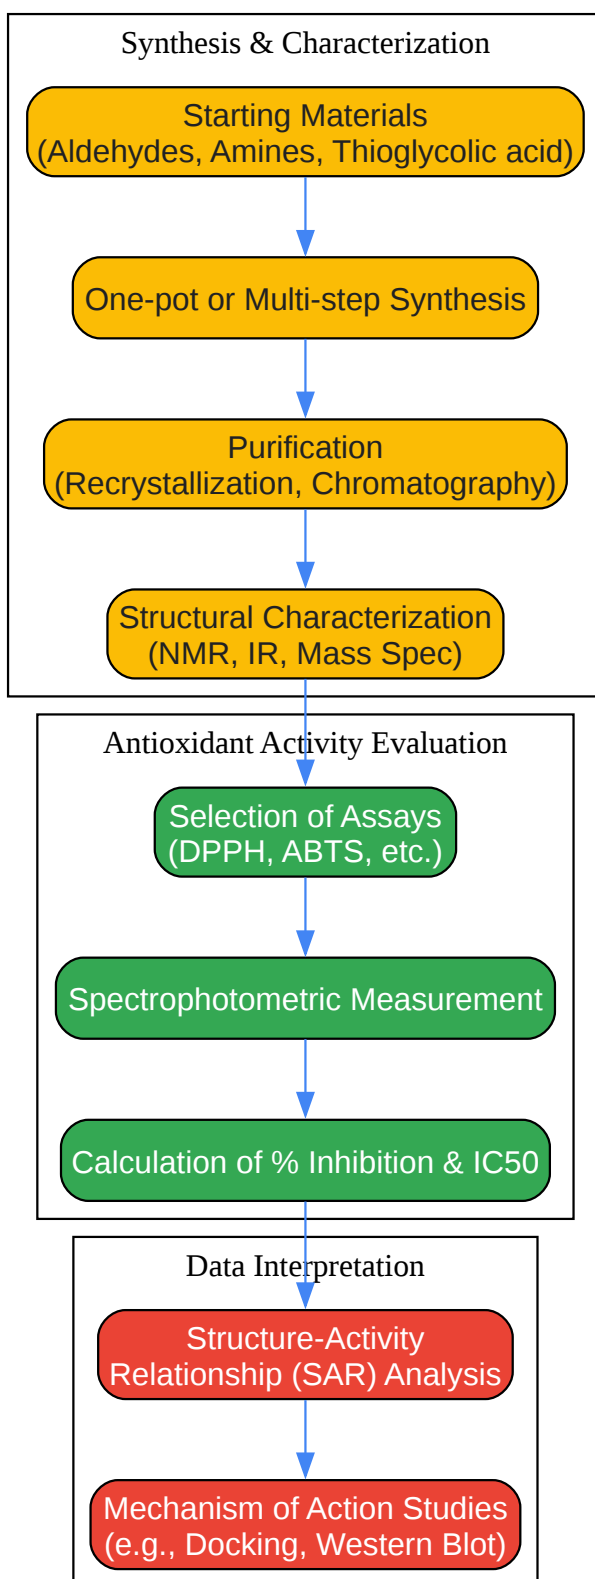 Synthesis & Characterization
Starting Materials
(Aldehydes, Amines, Thioglycolic acid)
One-pot or Multi-step Synthesis
Purification
(Recrystallization, Chromatography)
Structural Characterization
(NMR, IR, Mass Spec)
Antioxidant Activity Evaluation
Selection of Assays
(DPPH, ABTS, etc.)
Spectrophotometric Measurement
Calculation of % Inhibition & IC50
Data Interpretation
Structure-Activity
Relationship (SAR) Analysis
Mechanism of Action Studies
(e.g., Docking, Western Blot)